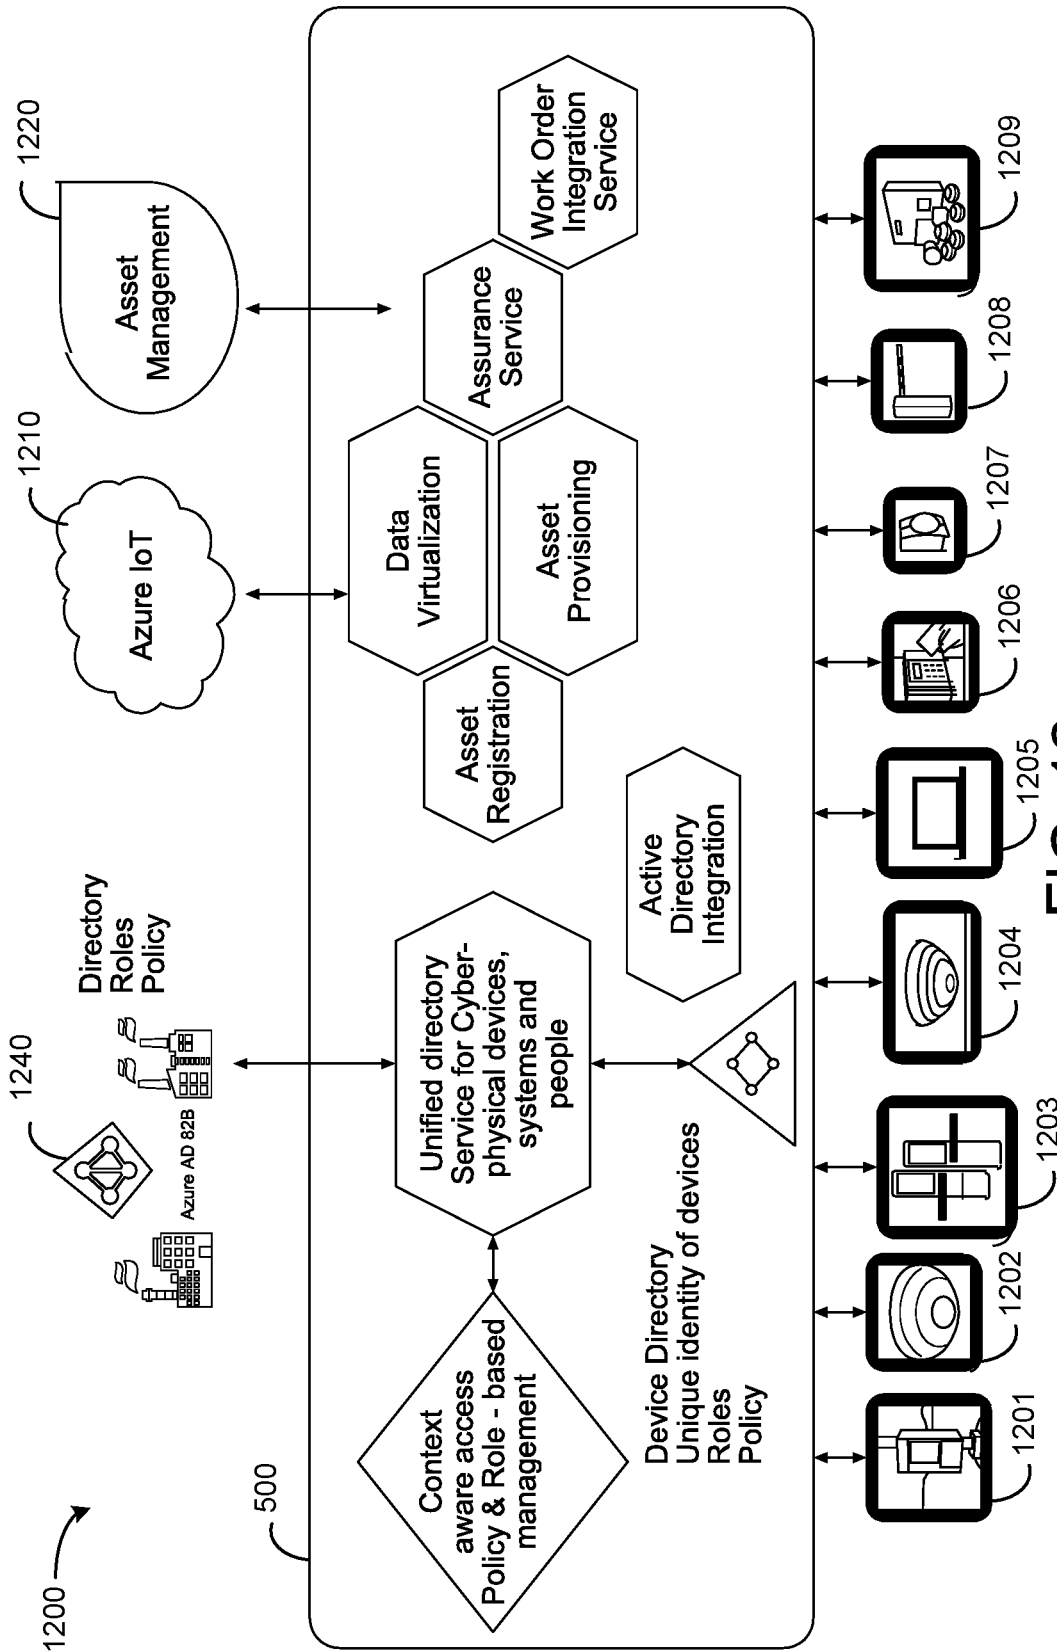 1200
1240
Directory
Roles
Policy
Azure AD 82B
1210
Azure IoT
1220
Asset
Management
500
Context
aware access
Policy & Role - based
management
Unified directory
Service for Cyber-
physical devices,
systems and
people
Asset
Registration
Data
Virtualization
Asset
Provisioning
Assurance
Service
Work Order
Integration
Service
Active
Directory
Integration
Device Directory
Unique identity of devices
Roles
Policy
1201
1202
1203
1204
1205
1206
1207
1208
1209